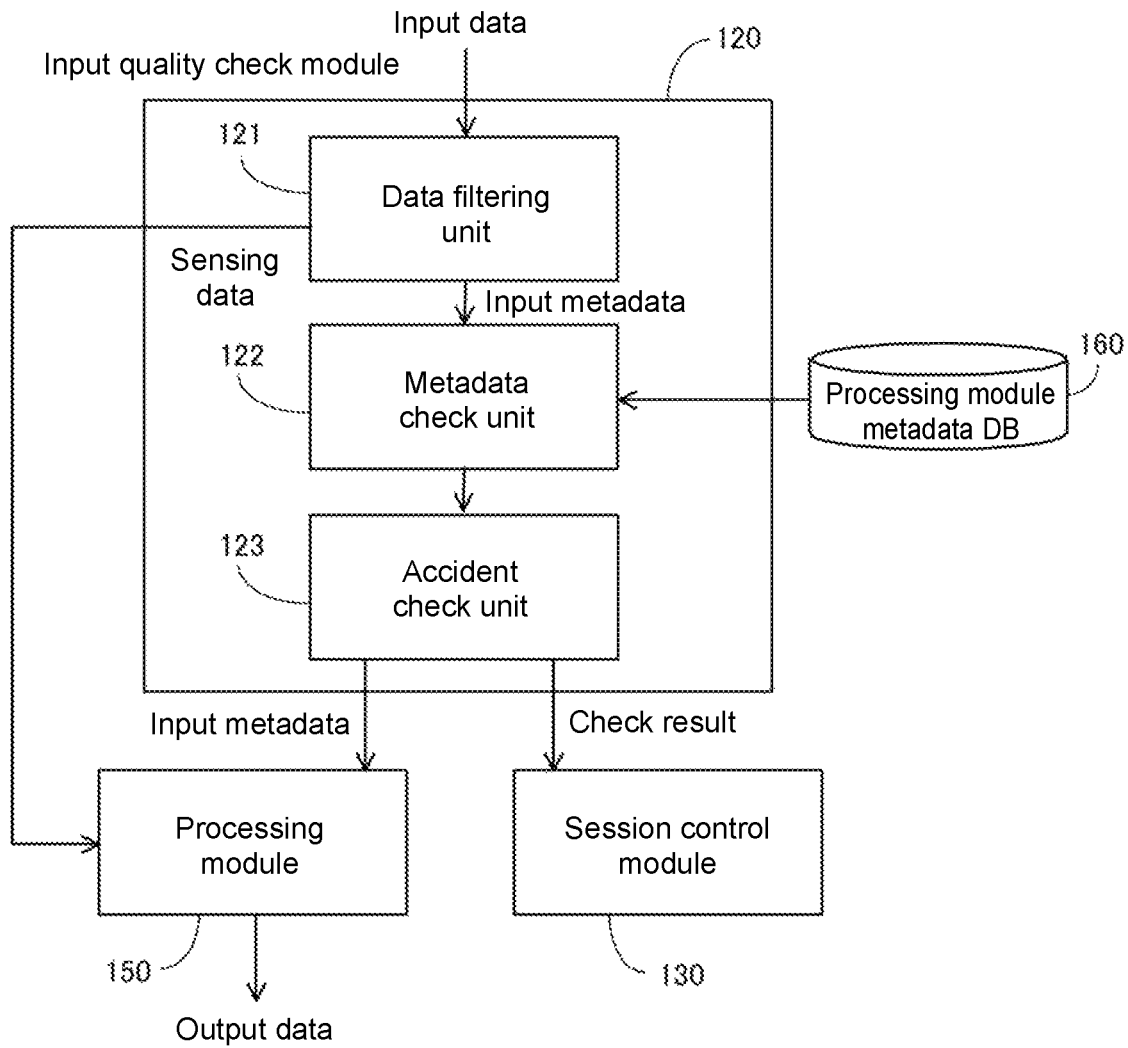 Input data
120
Input quality check module
121
Data filtering
unit
Sensing
data
Input metadata
122
Metadata
check unit
160
Processing module
metadata DB
123
Accident
check unit
Input metadata
Check result
Processing
module
Session control
module
150
130
Output data